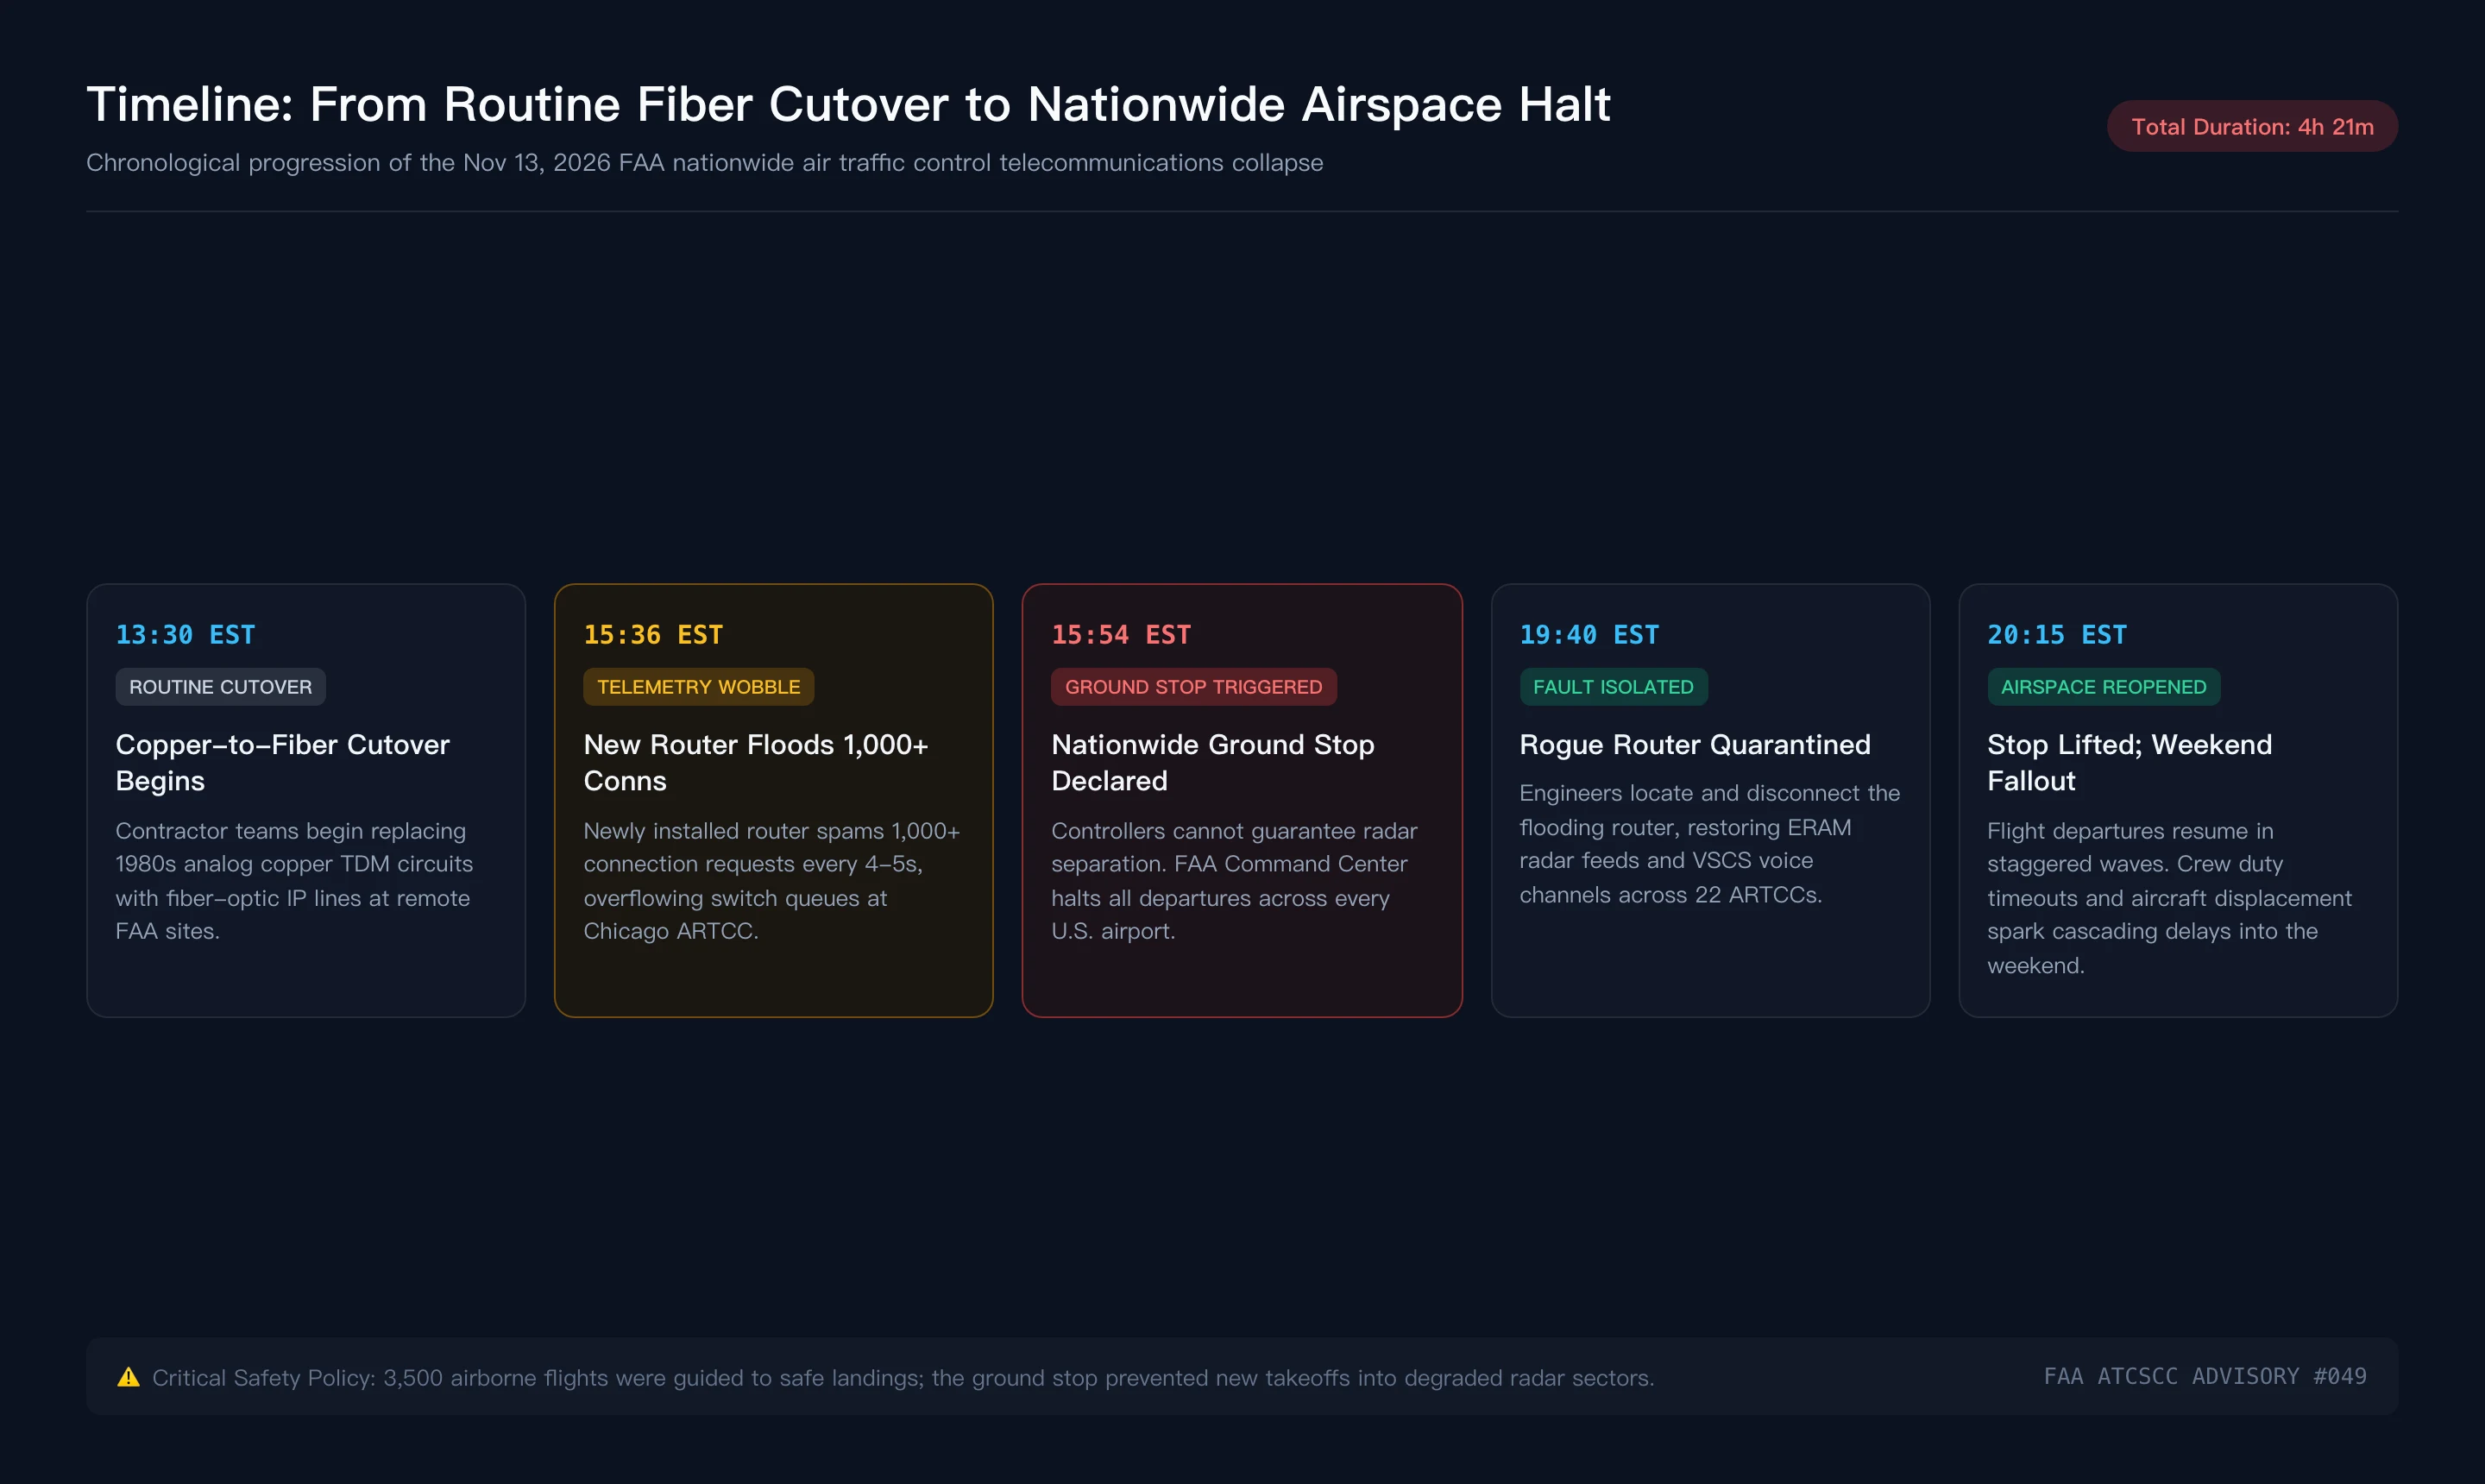 Timeline: From Routine Fiber Cutover to Nationwide Airspace Halt
Chronological progression of the Nov 13, 2026 FAA nationwide air traffic control telecommunications collapse
Total Duration: 4h 21m
13:30 EST
ROUTINE CUTOVER
Copper–to–Fiber Cutover
Begins
Contractor teams begin replacing
1980s analog copper TDM circuits
with fiber–optic IP lines at remote
FAA sites.
15:36 EST
TELEMETRY WOBBLE
New Router Floods 1,000+
Conns
Newly installed router spams 1,000+
connection requests every 4–5s,
overflowing switch queues at
Chicago ARTCC.
15:54 EST
GROUND STOP TRIGGERED
Nationwide Ground Stop
Declared
Controllers cannot guarantee radar
separation. FAA Command Center
halts all departures across every
U.S. airport.
19:40 EST
FAULT ISOLATED
Rogue Router Quarantined
Engineers locate and disconnect the
flooding router, restoring ERAM
radar feeds and VSCS voice
channels across 22 ARTCCs.
20:15 EST
AIRSPACE REOPENED
Stop Lifted; Weekend
Fallout
Flight departures resume in
staggered waves. Crew duty
timeouts and aircraft displacement
spark cascading delays into the
weekend.
⚠️ Critical Safety Policy: 3,500 airborne flights were guided to safe landings; the ground stop prevented new takeoffs into degraded radar sectors.
FAA ATCSCC ADVISORY #049